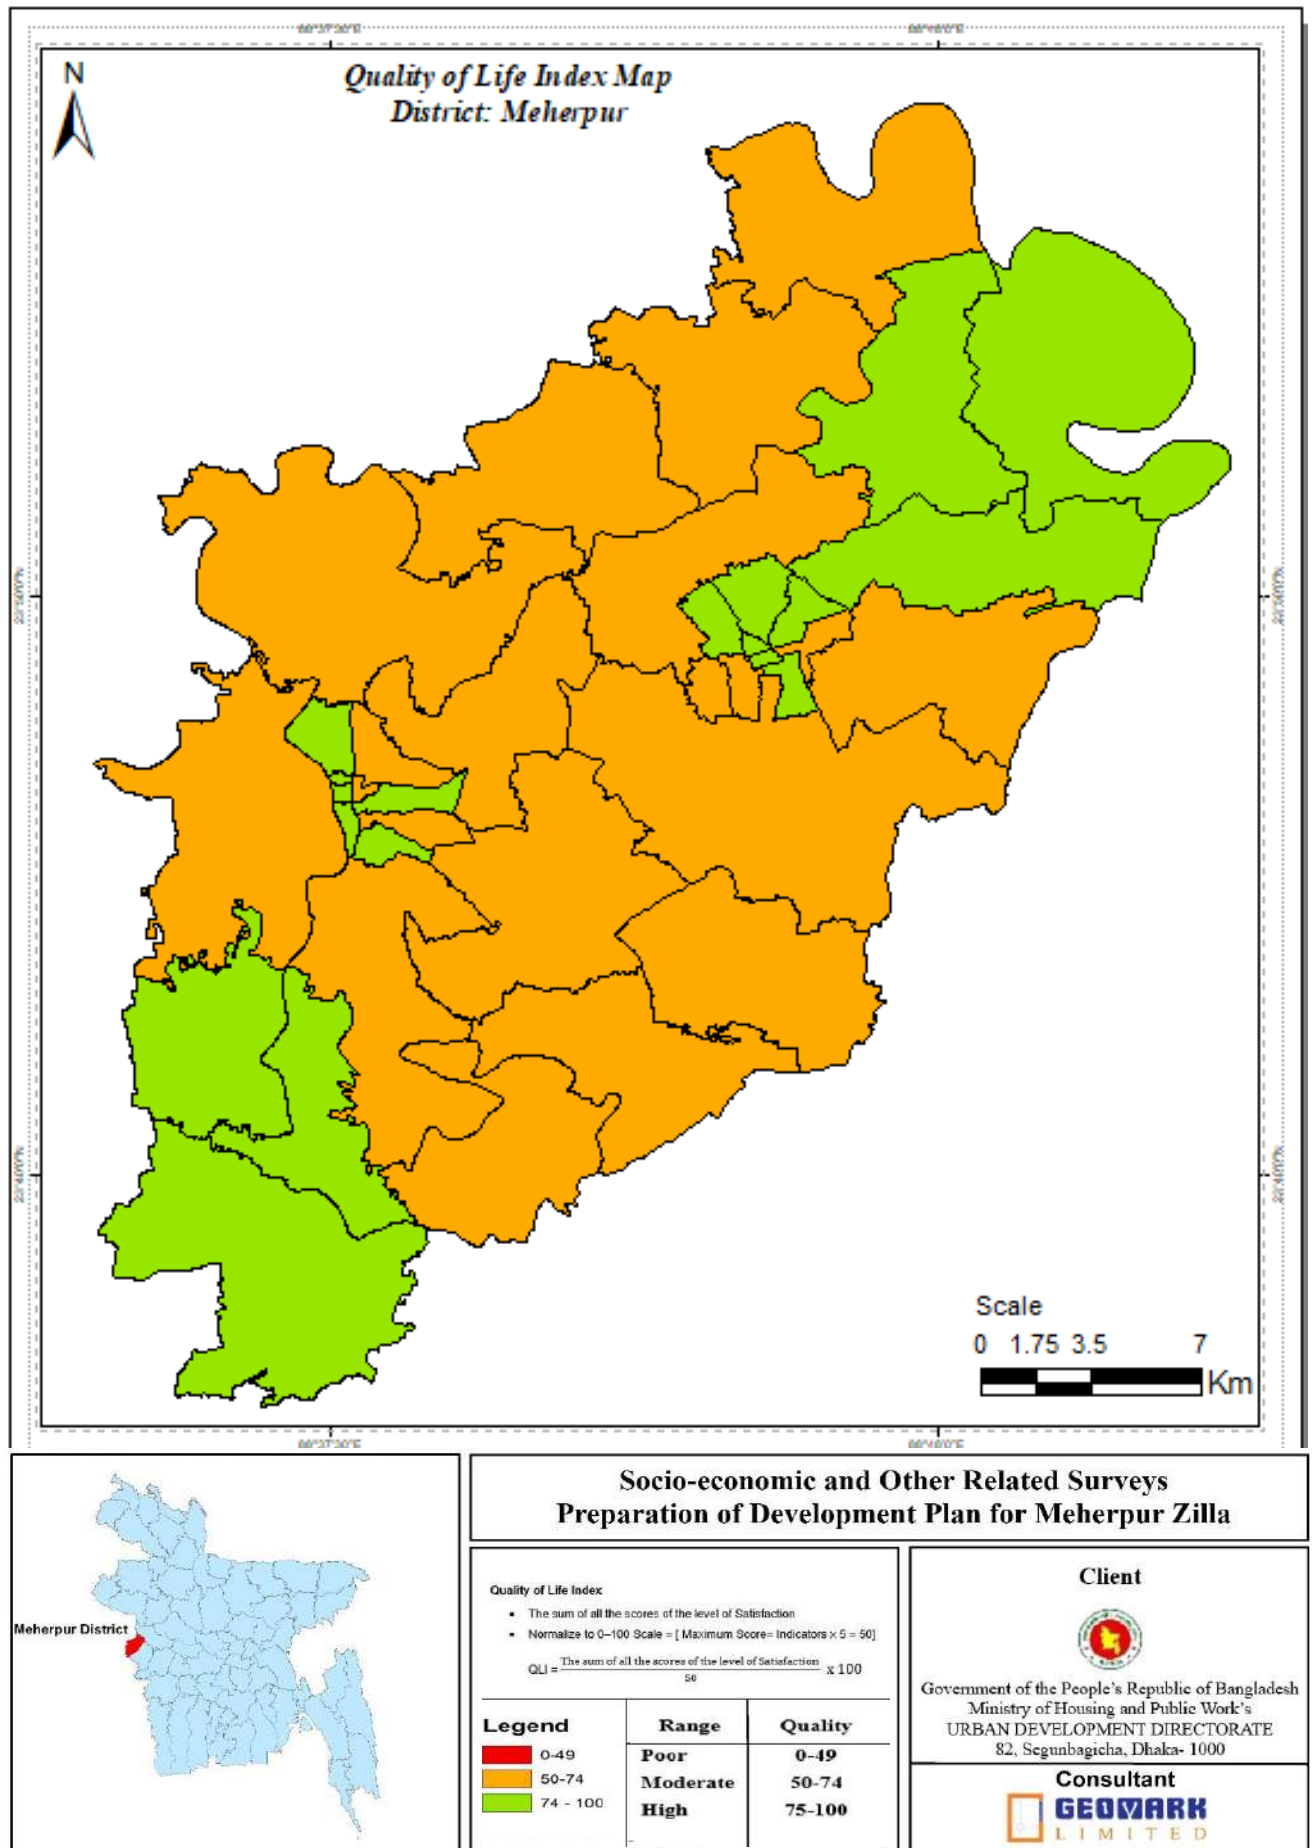 N
Quality of Life Index Map
District: Meherpur
Scale
0 1.75 3.5 7
Km
Meherpur District
Socio-economic and Other Related Surveys
Preparation of Development Plan for Meherpur Zilla
Quality of Life Index
• The sum of all the scores of the level of Satisfaction
• Normalize to 0–100 Scale = [ Maximum Score= Indicators × 5 = 50]
QLI = The sum of all the scores of the level of Satisfaction / 50 x 100
Legend
0-49
50-74
74 - 100
Range Quality
Poor 0-49
Moderate 50-74
High 75-100
Client
Government of the People's Republic of Bangladesh
Ministry of Housing and Public Work's
URBAN DEVELOPMENT DIRECTORATE
82, Segunbagicha, Dhaka- 1000
Consultant
GEOMARK
LIMITED